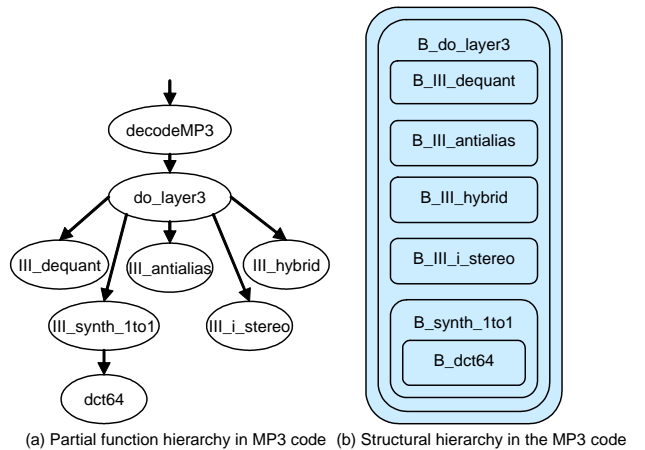 decodeMP3
do_layer3
III_dequant
III_antialias
III_hybrid
III_synth_1to1
III_i_stereo
dct64
(a) Partial function hierarchy in MP3 code
B_do_layer3
B_III_dequant
B_III_antialias
B_III_hybrid
B_III_i_stereo
B_synth_1to1
B_dct64
(b) Structural hierarchy in the MP3 code